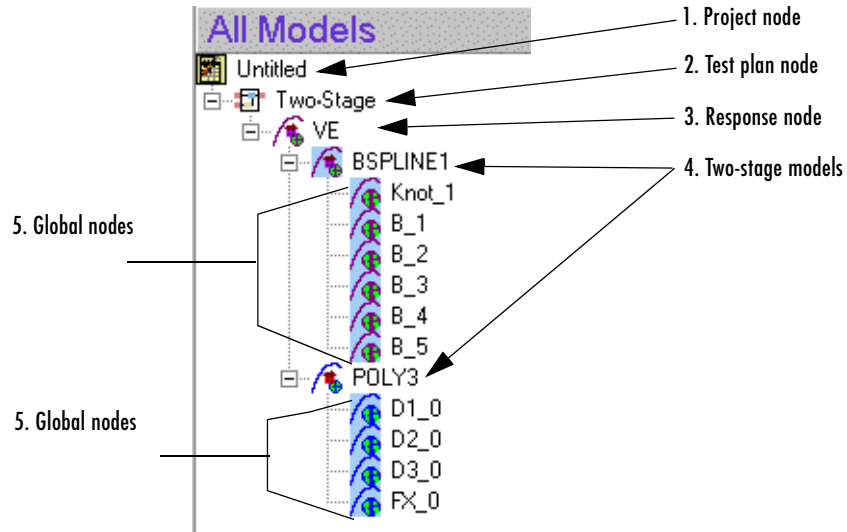 All Models
Untitled
Two-Stage
VE
BSPLINE1
Knot_1
B_1
B_2
B_3
B_4
B_5
POLY3
D1_0
D2_0
D3_0
FX_0
1. Project node
2. Test plan node
3. Response node
4. Two-stage models
5. Global nodes
5. Global nodes